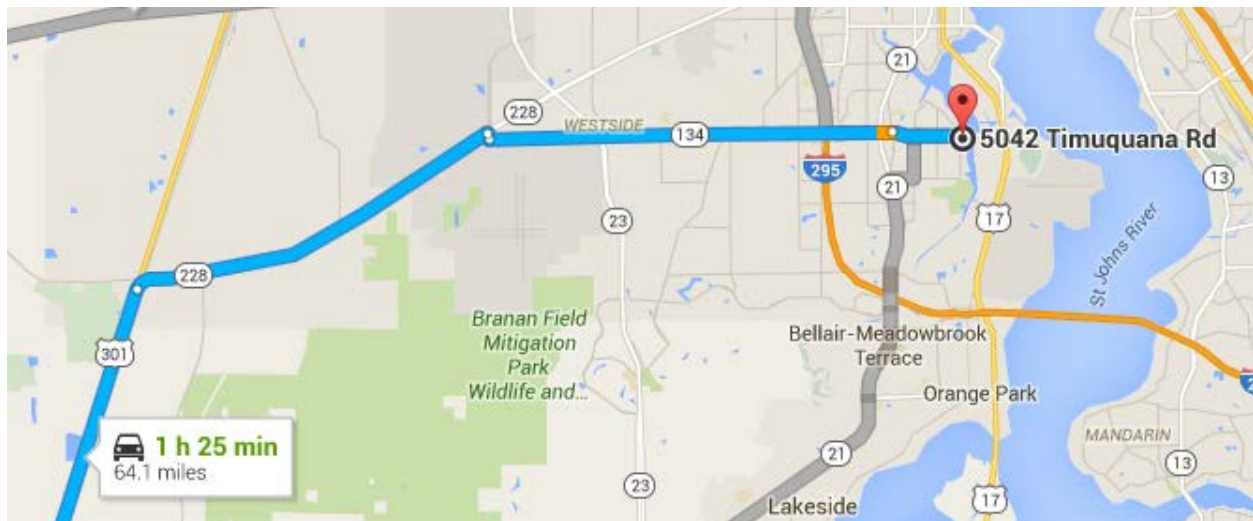 21
228
WESTSIDE
134
5042 Timuquana Rd
295
21
13
23
17
228
St Johns River
Branan Field
Mitigation
Park
Wildlife and...
Bellair-Meadowbrook
Terrace
301
Orange Park
1 h 25 min
64.1 miles
MANDARIN
21
13
23
17
Lakeside